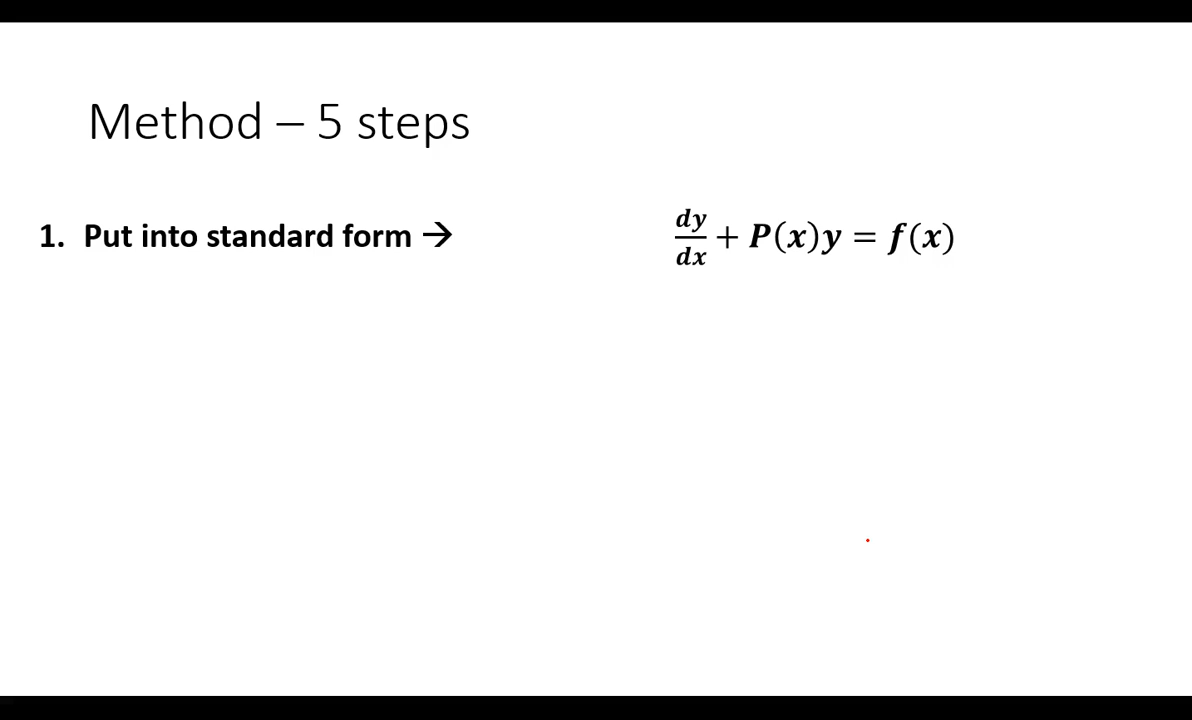 Method – 5 steps
1. Put into standard form → dy/dx + P(x)y = f(x)